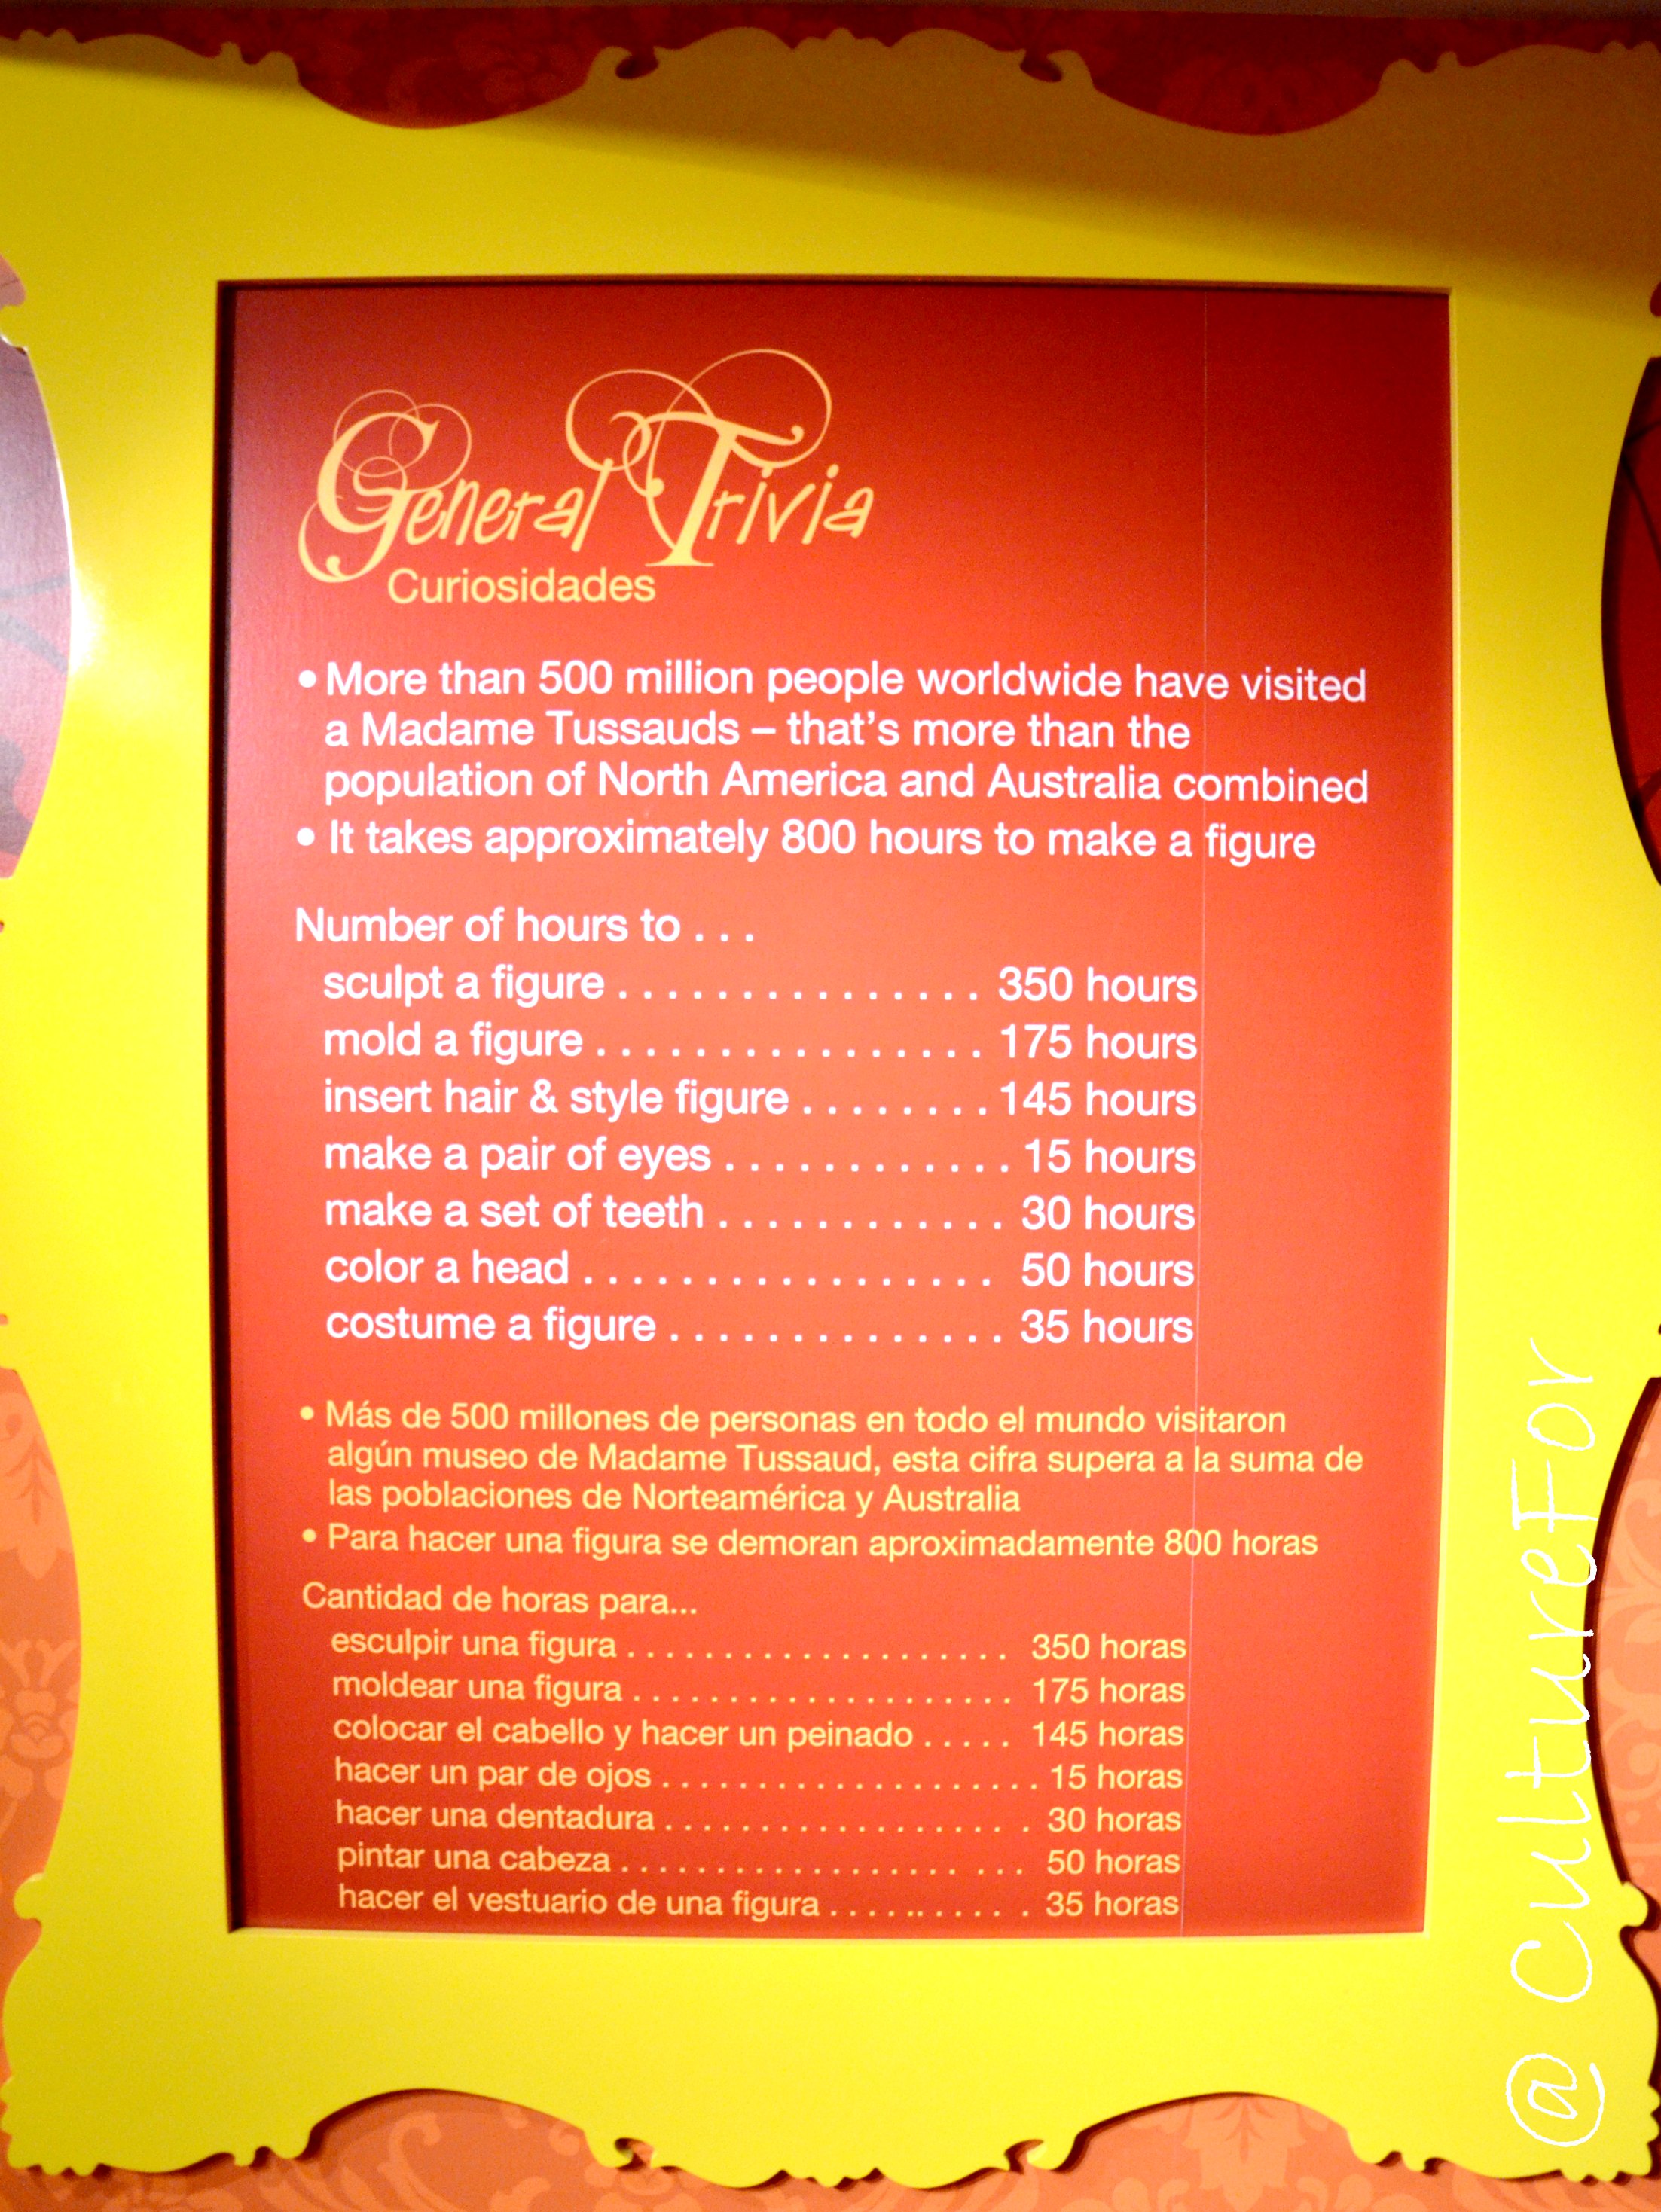 General Trivia
Curiosidades
• More than 500 million people worldwide have visited
a Madame Tussauds – that's more than the
population of North America and Australia combined
• It takes approximately 800 hours to make a figure
Number of hours to . . .
sculpt a figure . . . . . . . . . . . . . . . 350 hours
mold a figure . . . . . . . . . . . . . . . . 175 hours
insert hair & style figure . . . . . . . . 145 hours
make a pair of eyes . . . . . . . . . . . . 15 hours
make a set of teeth . . . . . . . . . . . . 30 hours
color a head . . . . . . . . . . . . . . . . . 50 hours
costume a figure . . . . . . . . . . . . . . 35 hours
• Más de 500 millones de personas en todo el mundo visitaron
algún museo de Madame Tussaud, esta cifra supera a la suma de
las poblaciones de Norteamérica y Australia
• Para hacer una figura se demoran aproximadamente 800 horas
Cantidad de horas para...
esculpir una figura . . . . . . . . . . . . . . . . . . . 350 horas
moldear una figura . . . . . . . . . . . . . . . . . . . 175 horas
colocar el cabello y hacer un peinado . . . . . 145 horas
hacer un par de ojos . . . . . . . . . . . . . . . . . . . 15 horas
hacer una dentadura . . . . . . . . . . . . . . . . . . 30 horas
pintar una cabeza . . . . . . . . . . . . . . . . . . . . 50 horas
hacer el vestuario de una figura . . . . .. . . . . . 35 horas
@ CultureFor